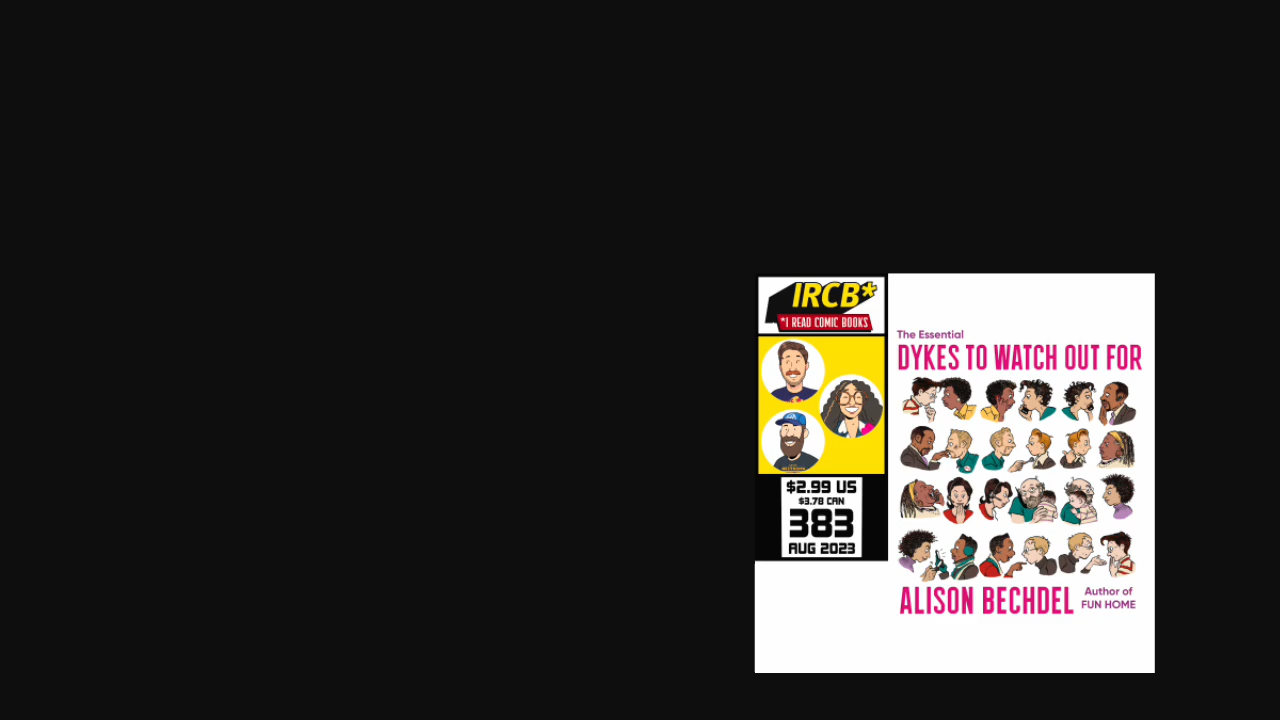 IRCB*
*I READ COMIC BOOKS
$2.99 US
$3.78 CAN
383
AUG 2023
The Essential
DYKES TO WATCH OUT FOR
ALISON BECHDEL
Author of
FUN HOME